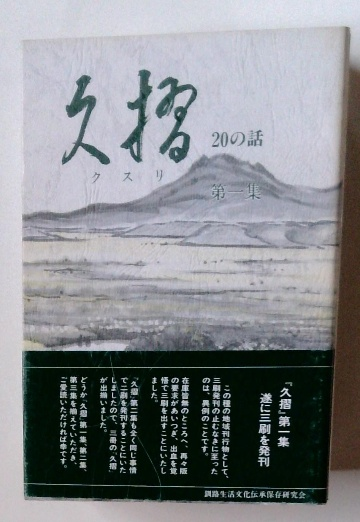 久摺
クスリ
20の話
第一集
『久摺』第一集
遂に三刷を発刊
この種の地域刊行物として、
三刷発刊の止むなきに至った
のは、異例のことです。
在庫皆無のところへ、再々版
の要求があいつぎ、出血を覚
悟で三刷を出すことにいたし
ました。
『久摺』第二集も全く同じ事情
で二刷を発刊することにいた
しましたので、三冊の『久摺』
が出揃いました。
どうか、『久摺』第一集、第二集、
第三集を揃えていただき、
ご愛読いただければ幸です。
釧路生活文化伝承保存研究会